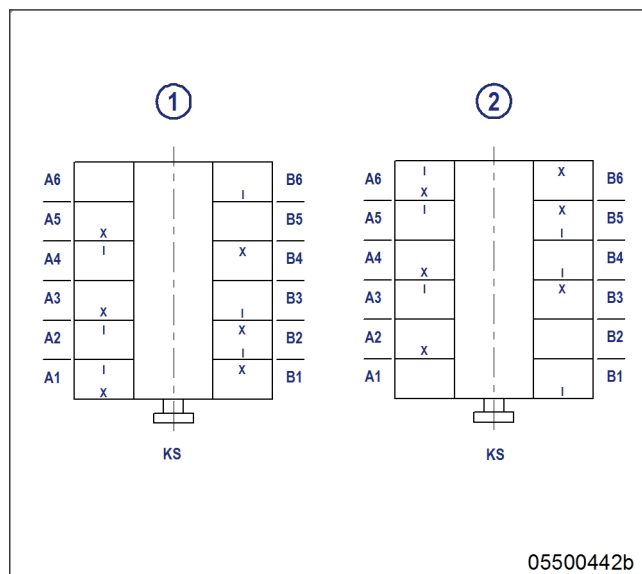 1 2
A6 I B6 A6 I X B6
I X
A5 B5 A5 I X B5
X I
A4 I X B4 A4 B4
X I
A3 B3 A3 I X B3
X I
A2 I X B2 A2 B2
I X
A1 I X B1 A1 B1
X I
KS KS
05500442b